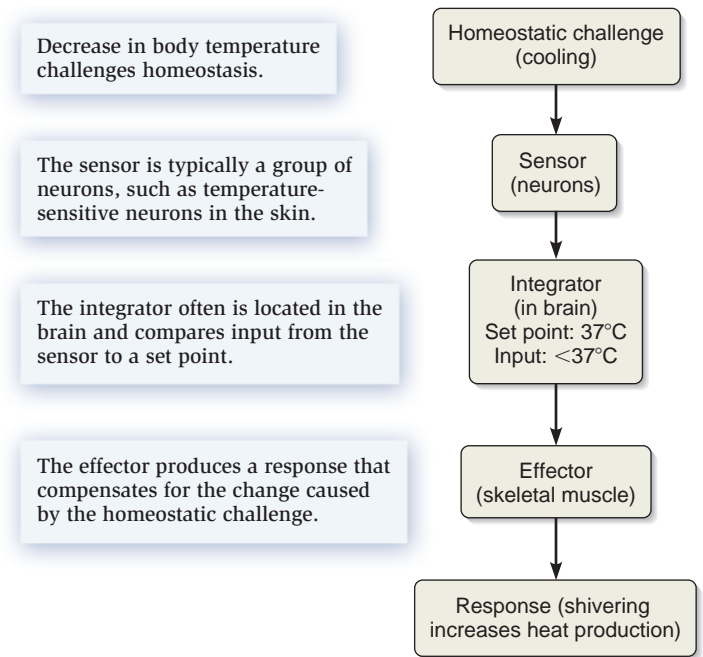 Decrease in body temperature
challenges homeostasis.
Homeostatic challenge
(cooling)
The sensor is typically a group of
neurons, such as temperature-
sensitive neurons in the skin.
Sensor
(neurons)
The integrator often is located in the
brain and compares input from the
sensor to a set point.
Integrator
(in brain)
Set point: 37°C
Input: <37°C
The effector produces a response that
compensates for the change caused
by the homeostatic challenge.
Effector
(skeletal muscle)
Response (shivering
increases heat production)